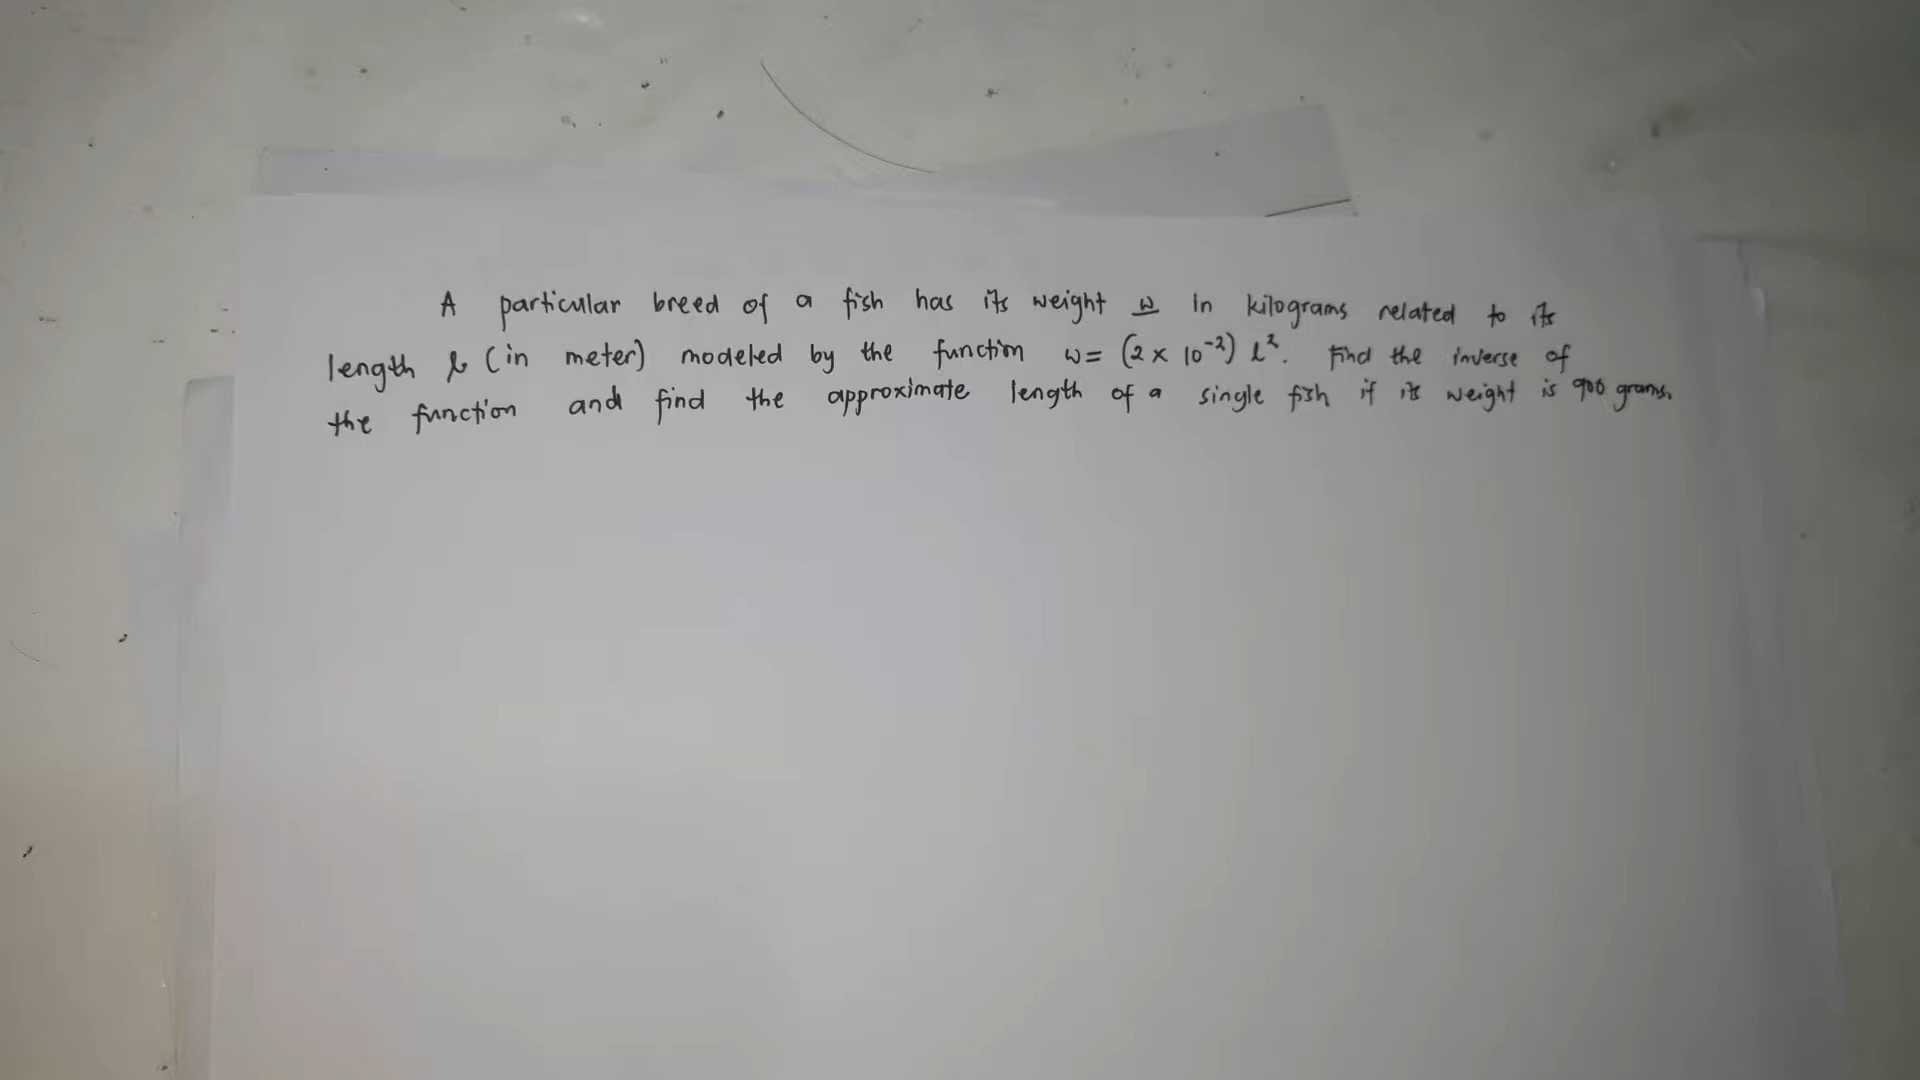 A particular breed of a fish has its weight w in kilograms related to its
length l (in meter) modeled by the function w = (2 x 10⁻²) l². Find the inverse of
the function and find the approximate length of a single fish if its weight is 900 grams.